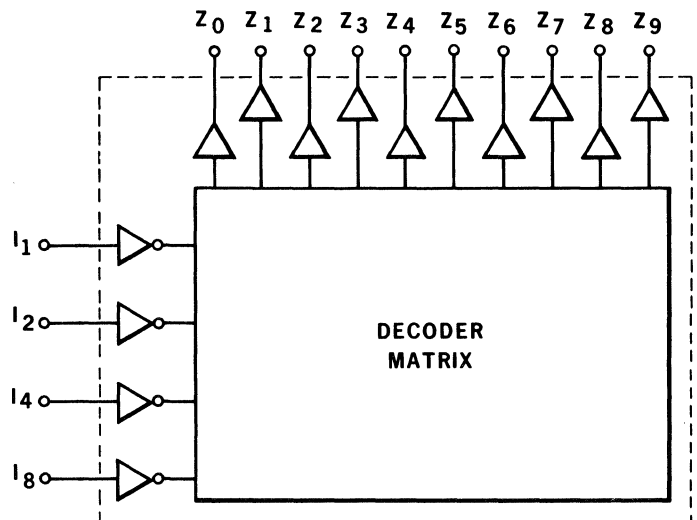 Z0 Z1 Z2 Z3 Z4 Z5 Z6 Z7 Z8 Z9
I1
I2
DECODER
MATRIX
I4
I8